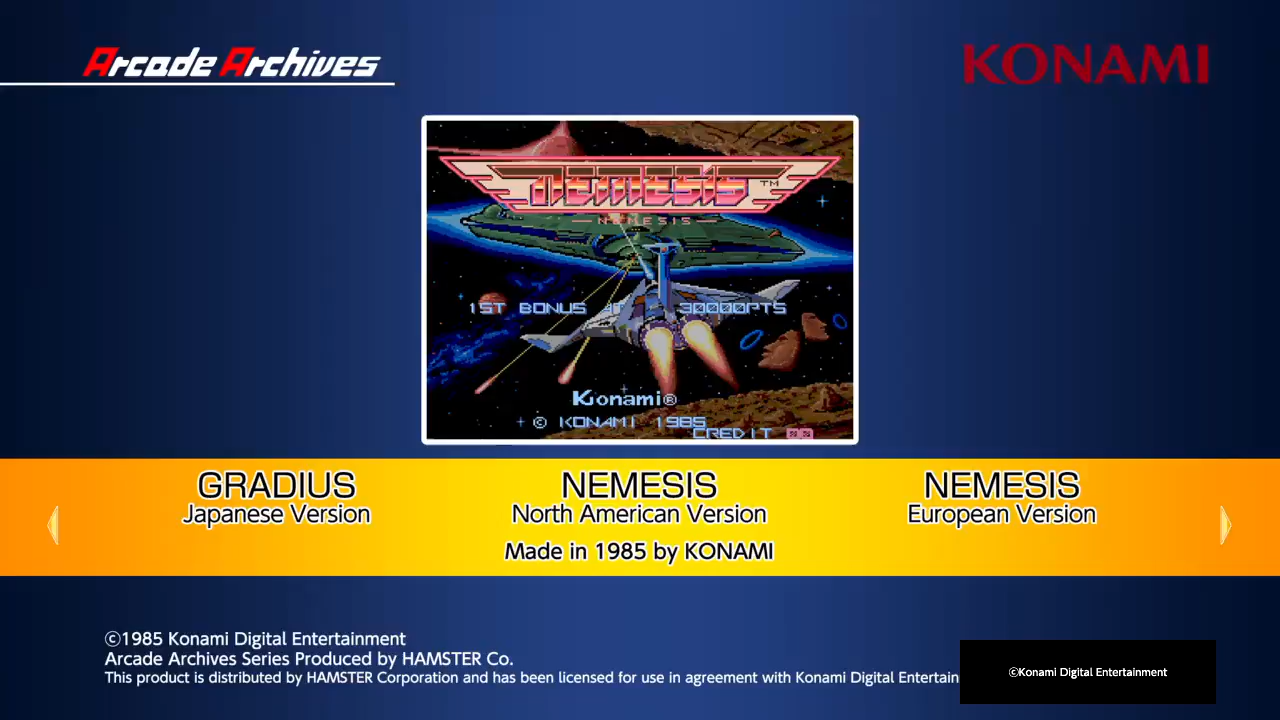 Arcade Archives
KONAMI
NEMESIS TM
NEMESIS
1ST BONUS 30000PTS
Konami®
© KONAMI 1985
CREDIT
GRADIUS
Japanese Version
NEMESIS
North American Version
Made in 1985 by KONAMI
NEMESIS
European Version
©1985 Konami Digital Entertainment
Arcade Archives Series Produced by HAMSTER Co.
This product is distributed by HAMSTER Corporation and has been licensed for use in agreement with Konami Digital Entertain
©Konami Digital Entertainment